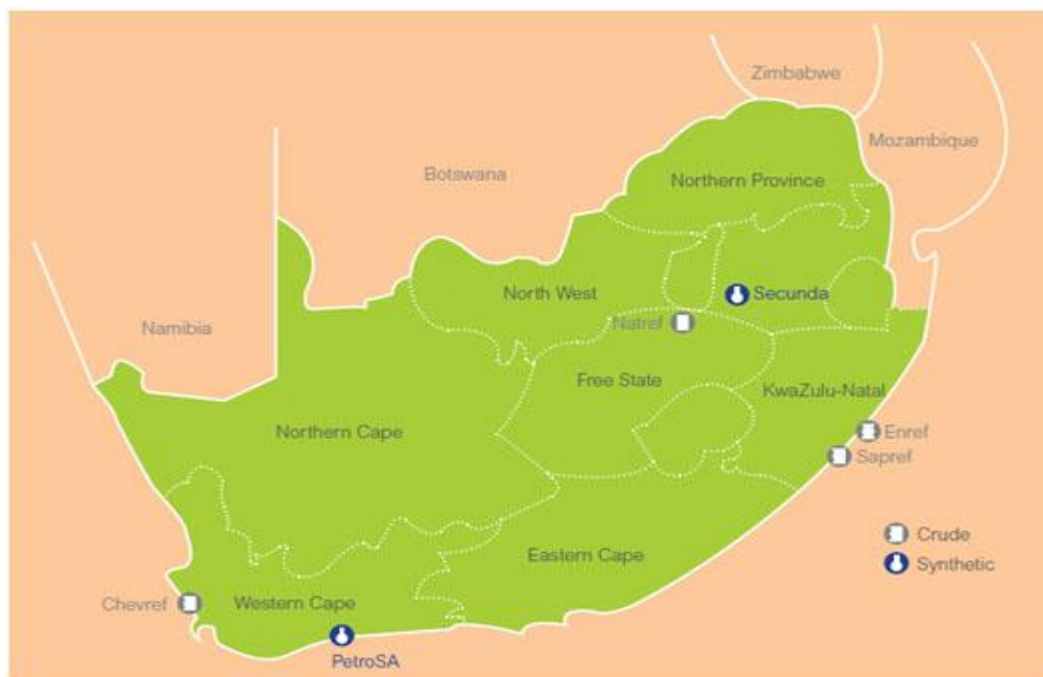 Zimbabwe
Mozambique
Botswana
Northern Province
North West
Secunda
Namibia
Natref
Free State
KwaZulu-Natal
Northern Cape
Enref
Sapref
Crude
Eastern Cape
Synthetic
Chevref
Western Cape
PetroSA